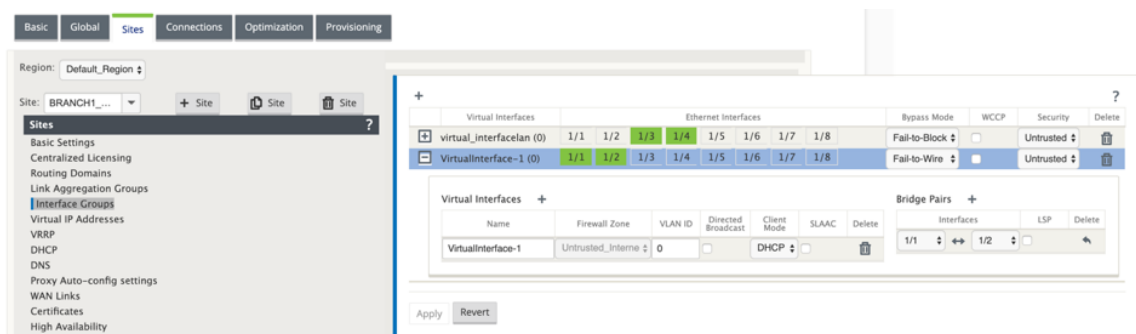 Basic Global Sites Connections Optimization Provisioning
Region: Default_Region
Site: BRANCH1_... + Site Site Site
Sites ?
Basic Settings
Centralized Licensing
Routing Domains
Link Aggregation Groups
Interface Groups
Virtual IP Addresses
VRRP
DHCP
DNS
Proxy Auto-config settings
WAN Links
Certificates
High Availability
+ ?
Virtual Interfaces Ethernet Interfaces Bypass Mode WCCP Security Delete
+ virtual_interfacelan (0) 1/1 1/2 1/3 1/4 1/5 1/6 1/7 1/8 Fail-to-Block Untrusted
− VirtualInterface-1 (0) 1/1 1/2 1/3 1/4 1/5 1/6 1/7 1/8 Fail-to-Wire Untrusted
Virtual Interfaces + Bridge Pairs +
Name Firewall Zone VLAN ID Directed Broadcast Client Mode SLAAC Delete Interfaces LSP Delete
VirtualInterface-1 Untrusted_Interne 0 DHCP 1/1 ↔ 1/2
Apply Revert